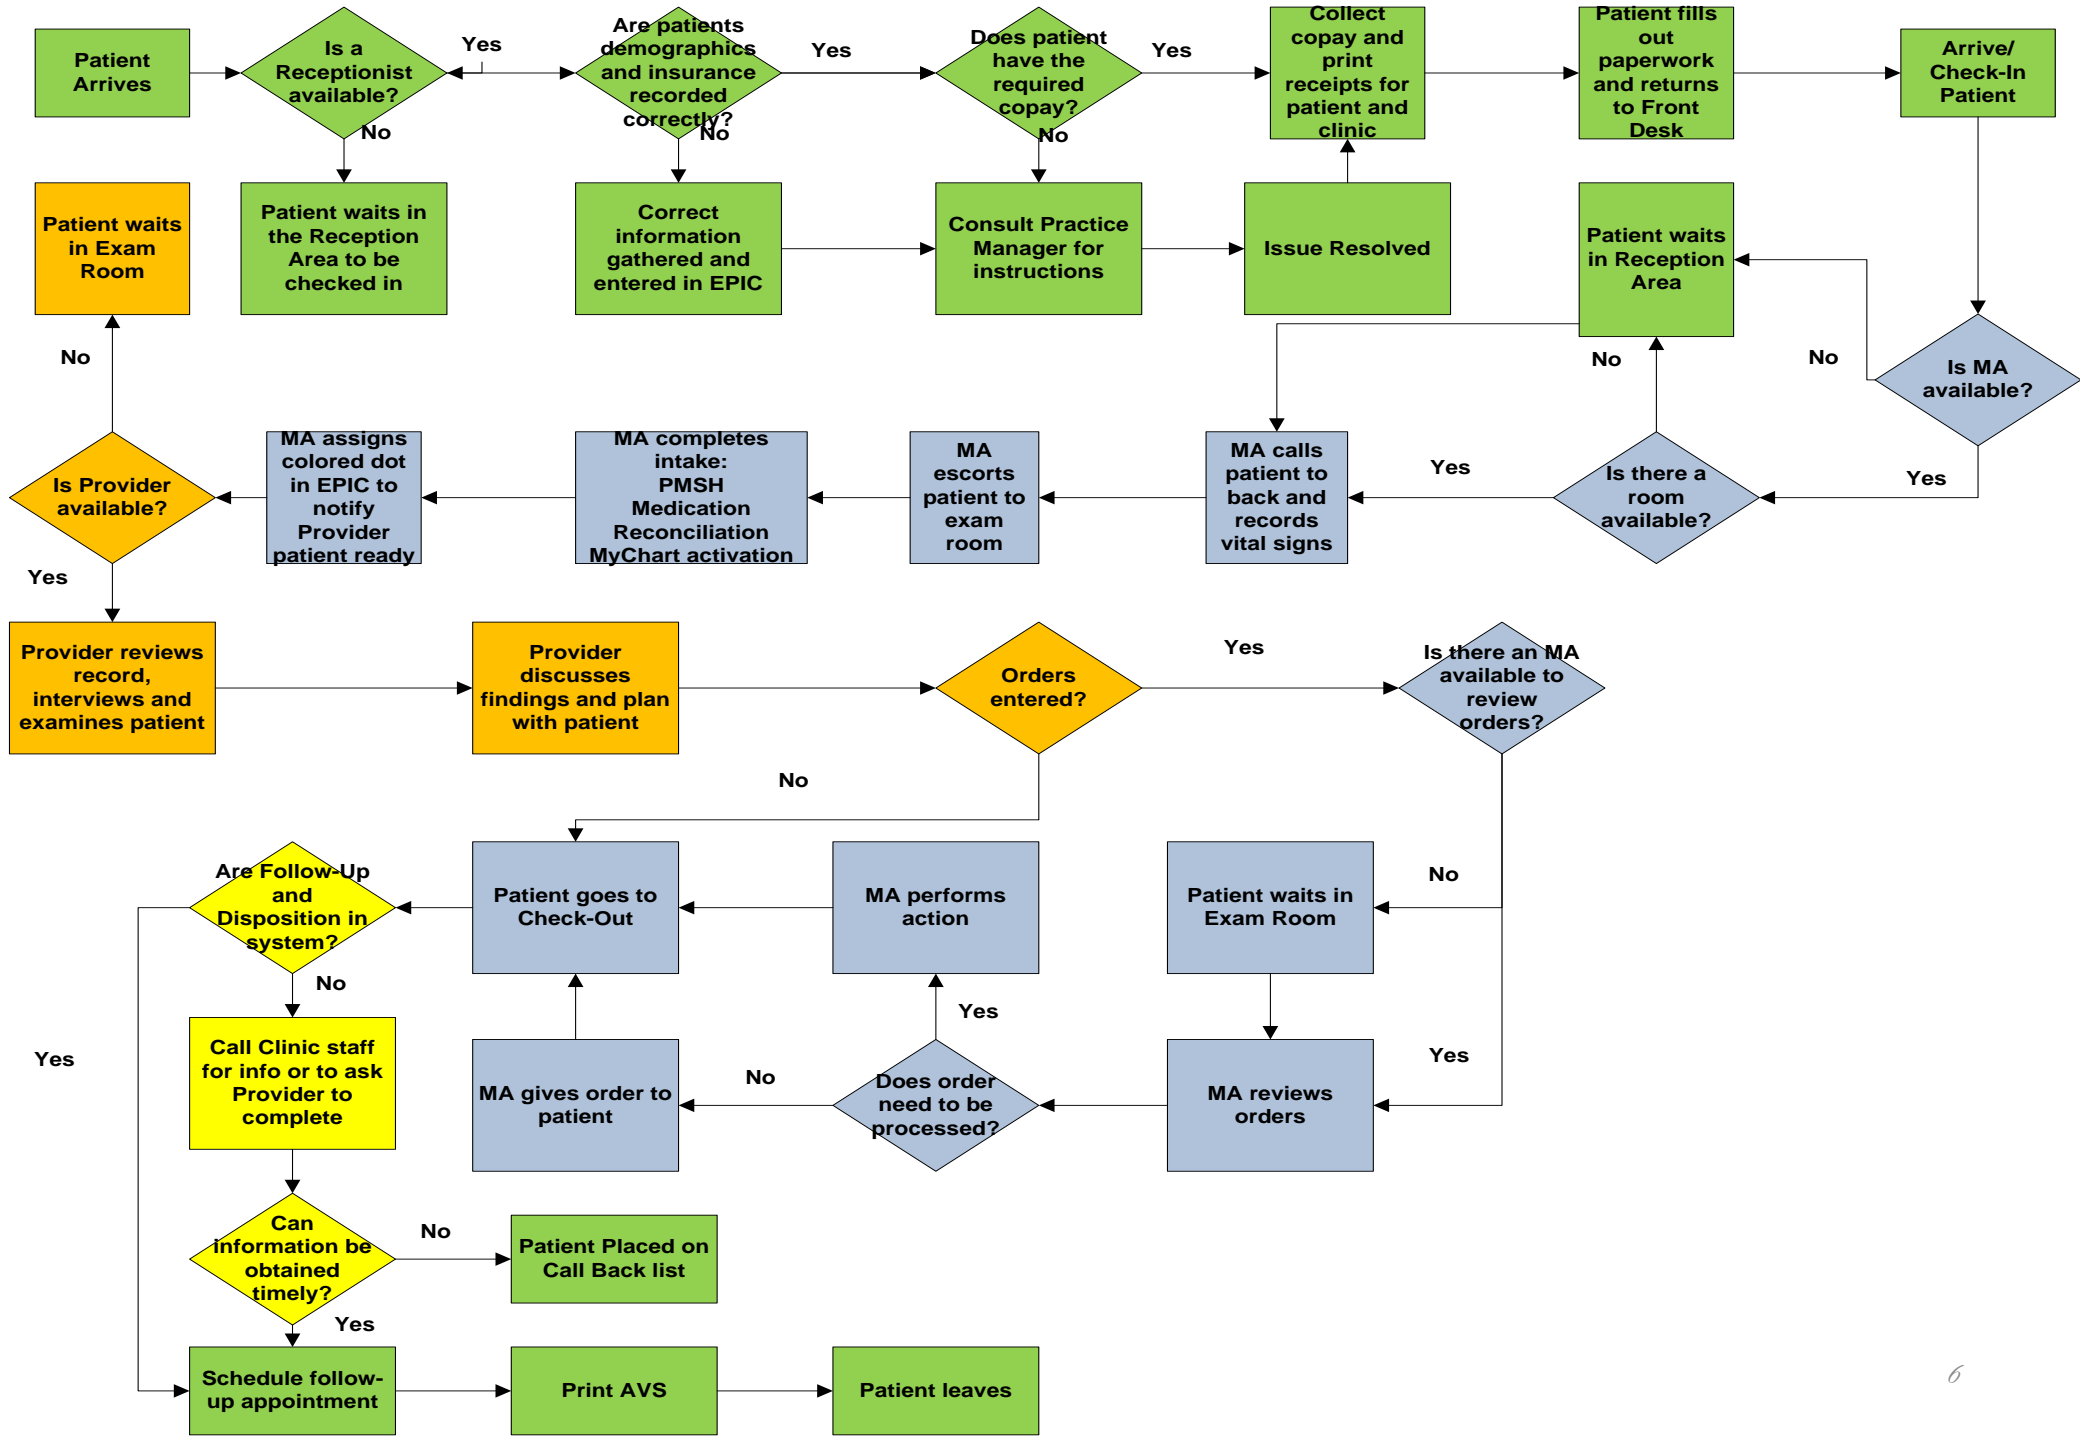 Patient
Arrives
Is a
Receptionist
available?
Yes
No
Are patients
demographics
and insurance
recorded
correctly?
Yes
No
Does patient
have the
required
copay?
Yes
No
Collect
copay and
print
receipts for
patient and
clinic
Patient fills
out
paperwork
and returns
to Front
Desk
Arrive/
Check-In
Patient
Patient waits
in Exam
Room
Patient waits in
the Reception
Area to be
checked in
Correct
information
gathered and
entered in EPIC
Consult Practice
Manager for
instructions
Issue Resolved
Patient waits
in Reception
Area
No
No
No
Is MA
available?
Is Provider
available?
MA assigns
colored dot
in EPIC to
notify
Provider
patient ready
MA completes
intake:
PMSH
Medication
Reconciliation
MyChart activation
MA
escorts
patient to
exam
room
MA calls
patient to
back and
records
vital signs
Yes
Is there a
room
available?
Yes
Yes
Provider reviews
record,
interviews and
examines patient
Provider
discusses
findings and plan
with patient
Orders
entered?
Yes
Is there an MA
available to
review
orders?
No
Are Follow-Up
and
Disposition in
system?
Patient goes to
Check-Out
MA performs
action
Patient waits in
Exam Room
No
No
Yes
Yes
Call Clinic staff
for info or to ask
Provider to
complete
MA gives order to
patient
No
Does order
need to be
processed?
MA reviews
orders
Yes
Can
information be
obtained
timely?
No
Patient Placed on
Call Back list
Yes
Schedule follow-
up appointment
Print AVS
Patient leaves
6